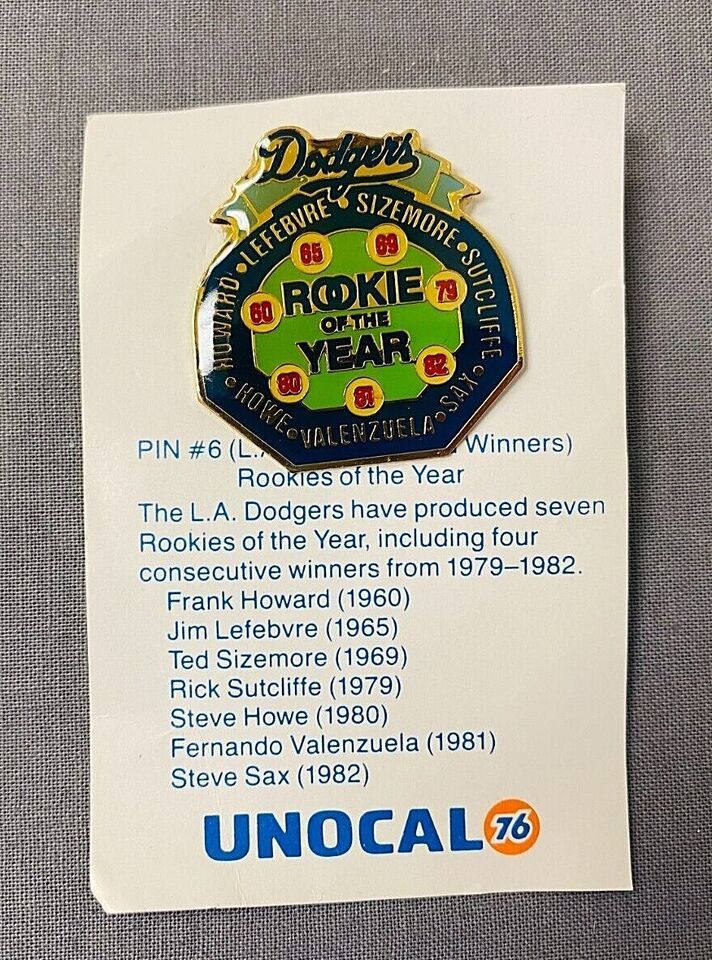 Dodgers
HOWARD • LEFEBVRE • SIZEMORE • SUTCLIFFE
• HOWE • VALENZUELA • SAX •
60 65 69 79
80 81 82
ROOKIE
OF THE
YEAR
PIN #6 (L. Winners)
Rookies of the Year
The L.A. Dodgers have produced seven
Rookies of the Year, including four
consecutive winners from 1979–1982.
Frank Howard (1960)
Jim Lefebvre (1965)
Ted Sizemore (1969)
Rick Sutcliffe (1979)
Steve Howe (1980)
Fernando Valenzuela (1981)
Steve Sax (1982)
UNOCAL 76